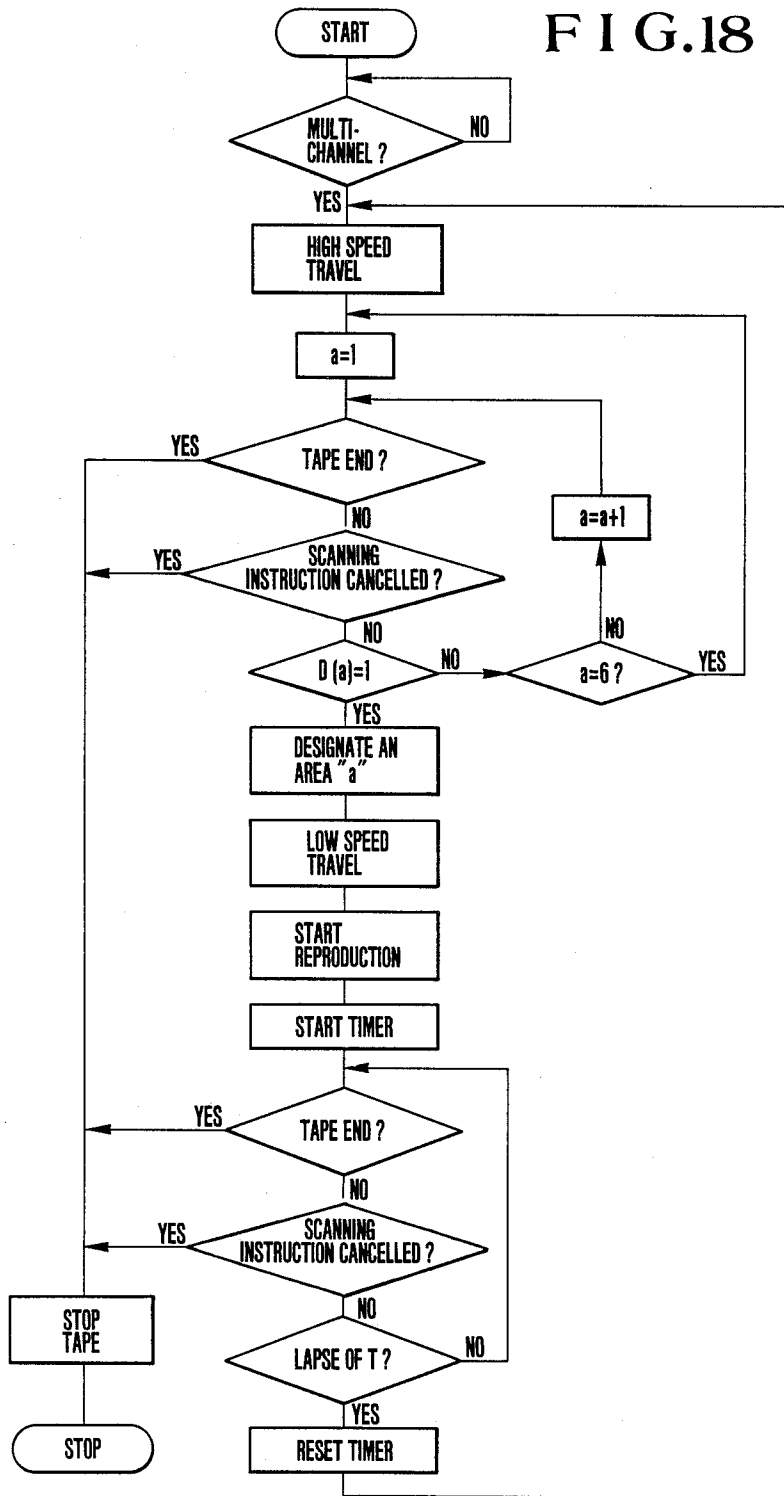 START
FIG.18
MULTI-
CHANNEL ?
NO
YES
HIGH SPEED
TRAVEL
a=1
YES
TAPE END ?
NO
a=a+1
YES
SCANNING
INSTRUCTION CANCELLED ?
NO
NO
D(a)=1
NO
a=6 ?
YES
YES
DESIGNATE AN
AREA "a"
LOW SPEED
TRAVEL
START
REPRODUCTION
START TIMER
YES
TAPE END ?
NO
YES
SCANNING
INSTRUCTION CANCELLED ?
NO
STOP
TAPE
LAPSE OF T ?
NO
YES
STOP
RESET TIMER